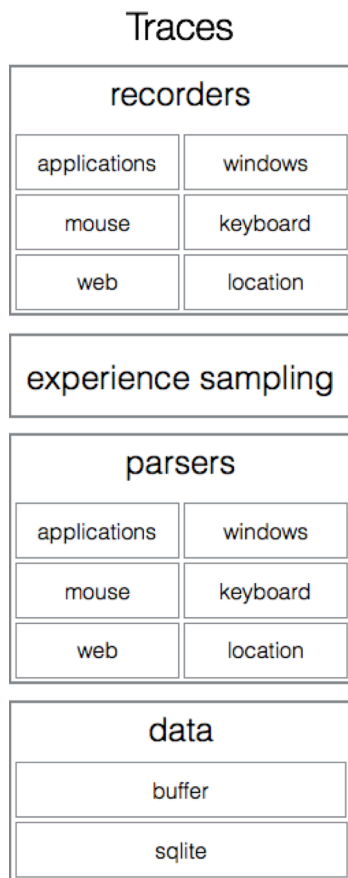 Traces
recorders
applications windows
mouse keyboard
web location
experience sampling
parsers
applications windows
mouse keyboard
web location
data
buffer
sqlite